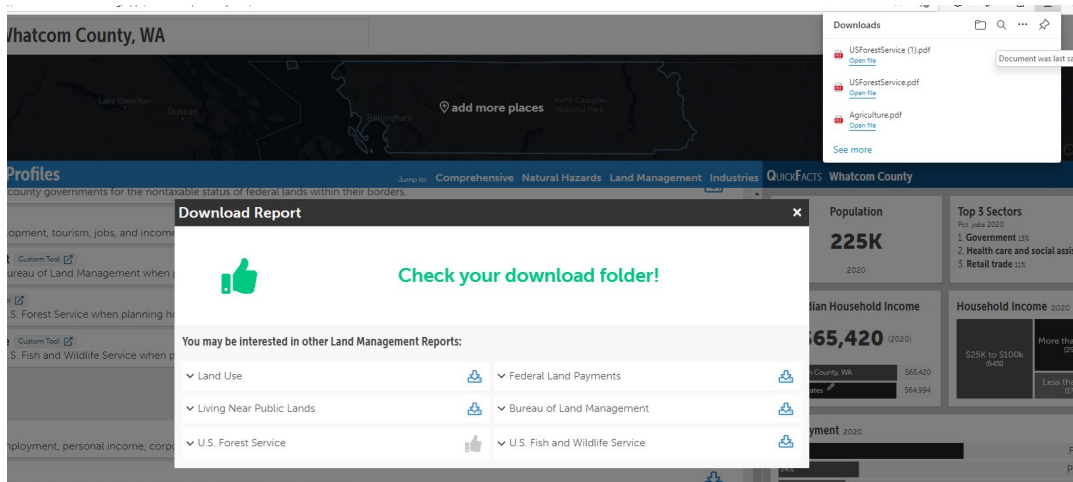 Whatcom County, WA
Downloads
USForestService (1).pdf
Open file
Document was last sa
USForestService.pdf
Open file
Agriculture.pdf
Open file
See more
Lake Cowichan
Duncan
Bellingham
add more places
North Cascades
National Park
Profiles
Jump to: Comprehensive Natural Hazards Land Management Industries
county governments for the nontaxable status of federal lands within their borders.
QUICKFACTS Whatcom County
lopment, tourism, jobs, and income
Custom Tool
ureau of Land Management when
.S. Forest Service when planning
Custom Tool
.S. Fish and Wildlife Service when
mployment, personal income, corpo
Download Report
Check your download folder!
You may be interested in other Land Management Reports:
Land Use
Federal Land Payments
Living Near Public Lands
Bureau of Land Management
U.S. Forest Service
U.S. Fish and Wildlife Service
Population
225K
2020
Top 3 Sectors
Pct. jobs 2020
1. Government 13%
2. Health care and social assis
3. Retail trade 11%
dian Household Income
65,420 (2020)
County, WA $65,420
ates $64,994
Household Income 2020
$25K to $100k
(54%)
More tha
Less tha
yment 2020
24%